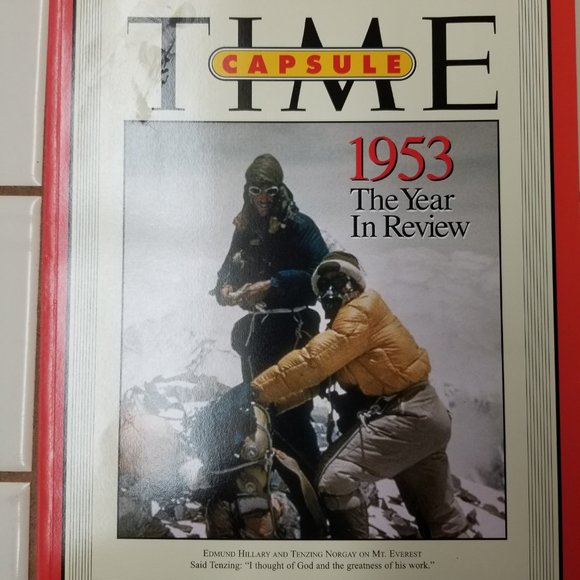 TIME
CAPSULE
1953
The Year
In Review
EDMUND HILLARY AND TENZING NORGAY ON MT. EVEREST
Said Tenzing: "I thought of God and the greatness of his work."